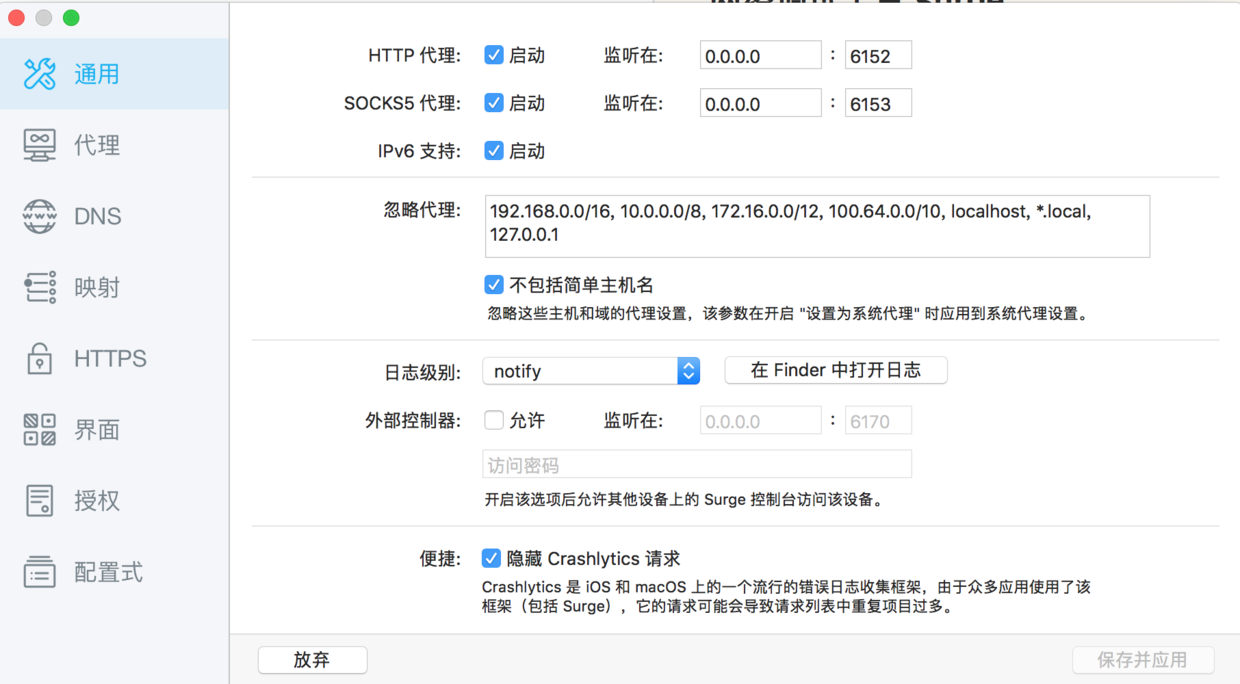 通用
代理
DNS
映射
HTTPS
界面
授权
配置式
HTTP 代理: 启动 监听在: 0.0.0.0 : 6152
SOCKS5 代理: 启动 监听在: 0.0.0.0 : 6153
IPv6 支持: 启动
忽略代理: 192.168.0.0/16, 10.0.0.0/8, 172.16.0.0/12, 100.64.0.0/10, localhost, *.local,
127.0.0.1
不包括简单主机名
忽略这些主机和域的代理设置，该参数在开启 "设置为系统代理" 时应用到系统代理设置。
日志级别: notify 在 Finder 中打开日志
外部控制器: 允许 监听在: 0.0.0.0 : 6170
访问密码
开启该选项后允许其他设备上的 Surge 控制台访问该设备。
便捷: 隐藏 Crashlytics 请求
Crashlytics 是 iOS 和 macOS 上的一个流行的错误日志收集框架，由于众多应用使用了该
框架（包括 Surge），它的请求可能会导致请求列表中重复项目过多。
放弃 保存并应用